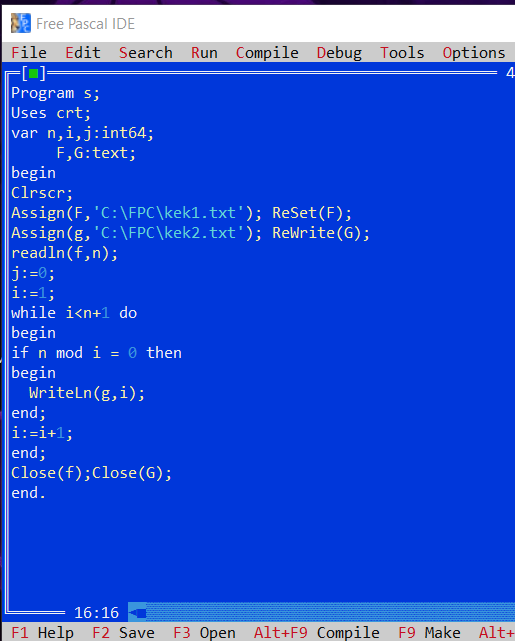 Free Pascal IDE
File Edit Search Run Compile Debug Tools Options
[■] 4
Program s;
Uses crt;
var n,i,j:int64;
     F,G:text;
begin
Clrscr;
Assign(F,'C:\FPC\kek1.txt'); ReSet(F);
Assign(g,'C:\FPC\kek2.txt'); ReWrite(G);
readln(f,n);
j:=0;
i:=1;
while i<n+1 do
begin
if n mod i = 0 then
begin
  WriteLn(g,i);
end;
i:=i+1;
end;
Close(f);Close(G);
end.
16:16
F1 Help F2 Save F3 Open Alt+F9 Compile F9 Make Alt+